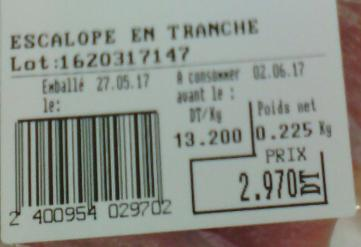 ESCALOPE EN TRANCHE
Lot:1620317147
Emballé le: 27.05.17
A consommer avant le : 02.06.17
DT/Kg
13.200
Poids net
0.225 Kg
PRIX
2.970 DT
2 400954 029702